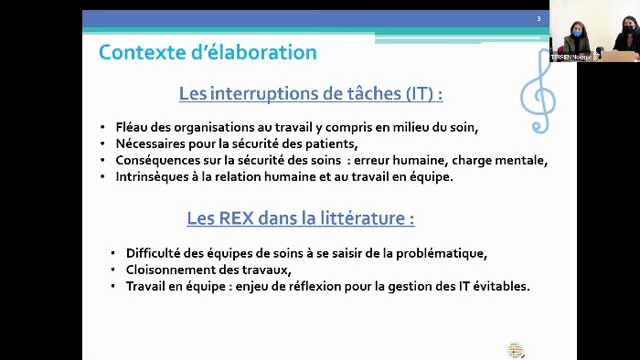 3
Contexte d'élaboration
Les interruptions de tâches (IT) :
• Fléau des organisations au travail y compris en milieu du soin,
• Nécessaires pour la sécurité des patients,
• Conséquences sur la sécurité des soins : erreur humaine, charge mentale,
• Intrinsèques à la relation humaine et au travail en équipe.
Les REX dans la littérature :
• Difficulté des équipes de soins à se saisir de la problématique,
• Cloisonnement des travaux,
• Travail en équipe : enjeu de réflexion pour la gestion des IT évitables.